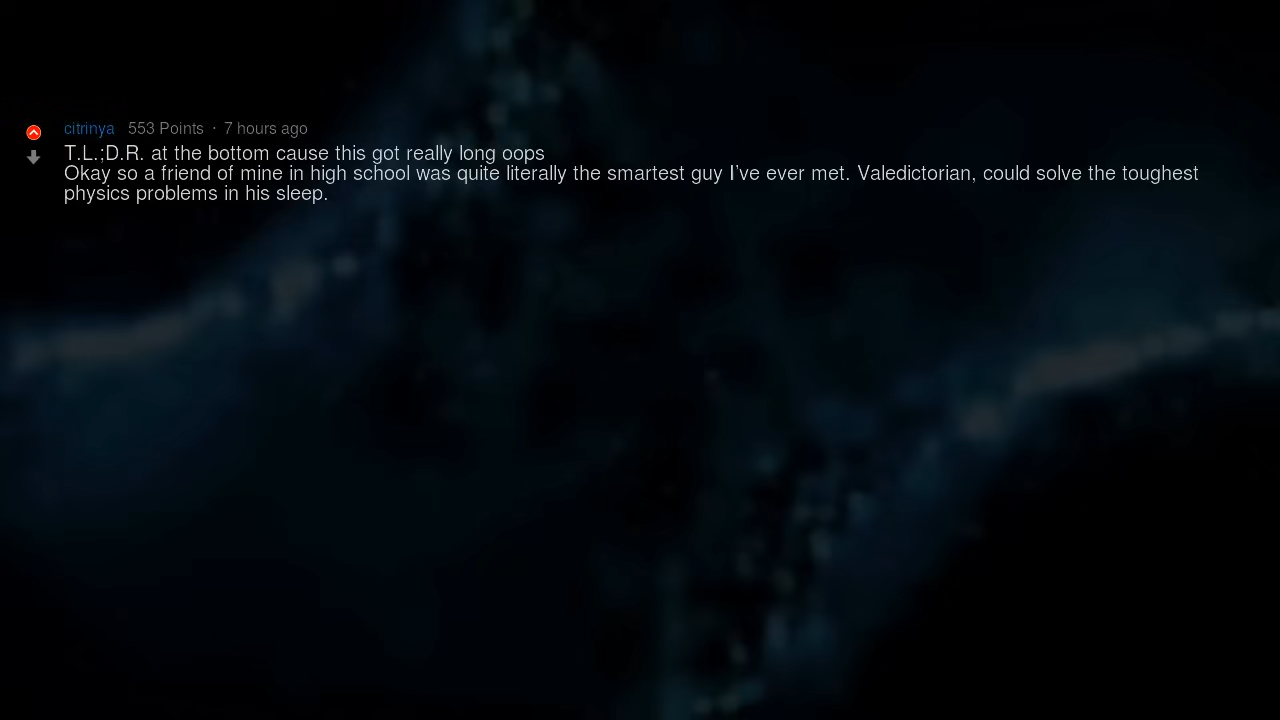 citrinya 553 Points · 7 hours ago
T.L.;D.R. at the bottom cause this got really long oops
Okay so a friend of mine in high school was quite literally the smartest guy I've ever met. Valedictorian, could solve the toughest
physics problems in his sleep.